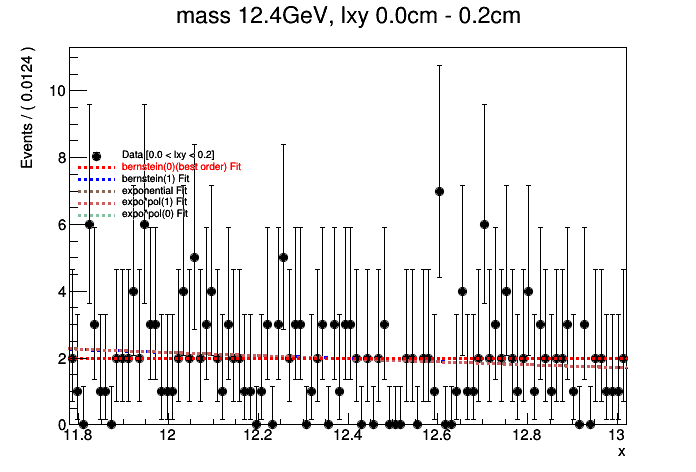 mass 12.4GeV, lxy 0.0cm - 0.2cm
Events / ( 0.0124 )
10
8
6
4
2
0
Data [0.0 < lxy < 0.2]
bernstein(0)(best order) Fit
bernstein(1) Fit
exponential Fit
expo*pol(1) Fit
expo*pol(0) Fit
11.8 12 12.2 12.4 12.6 12.8 13
x